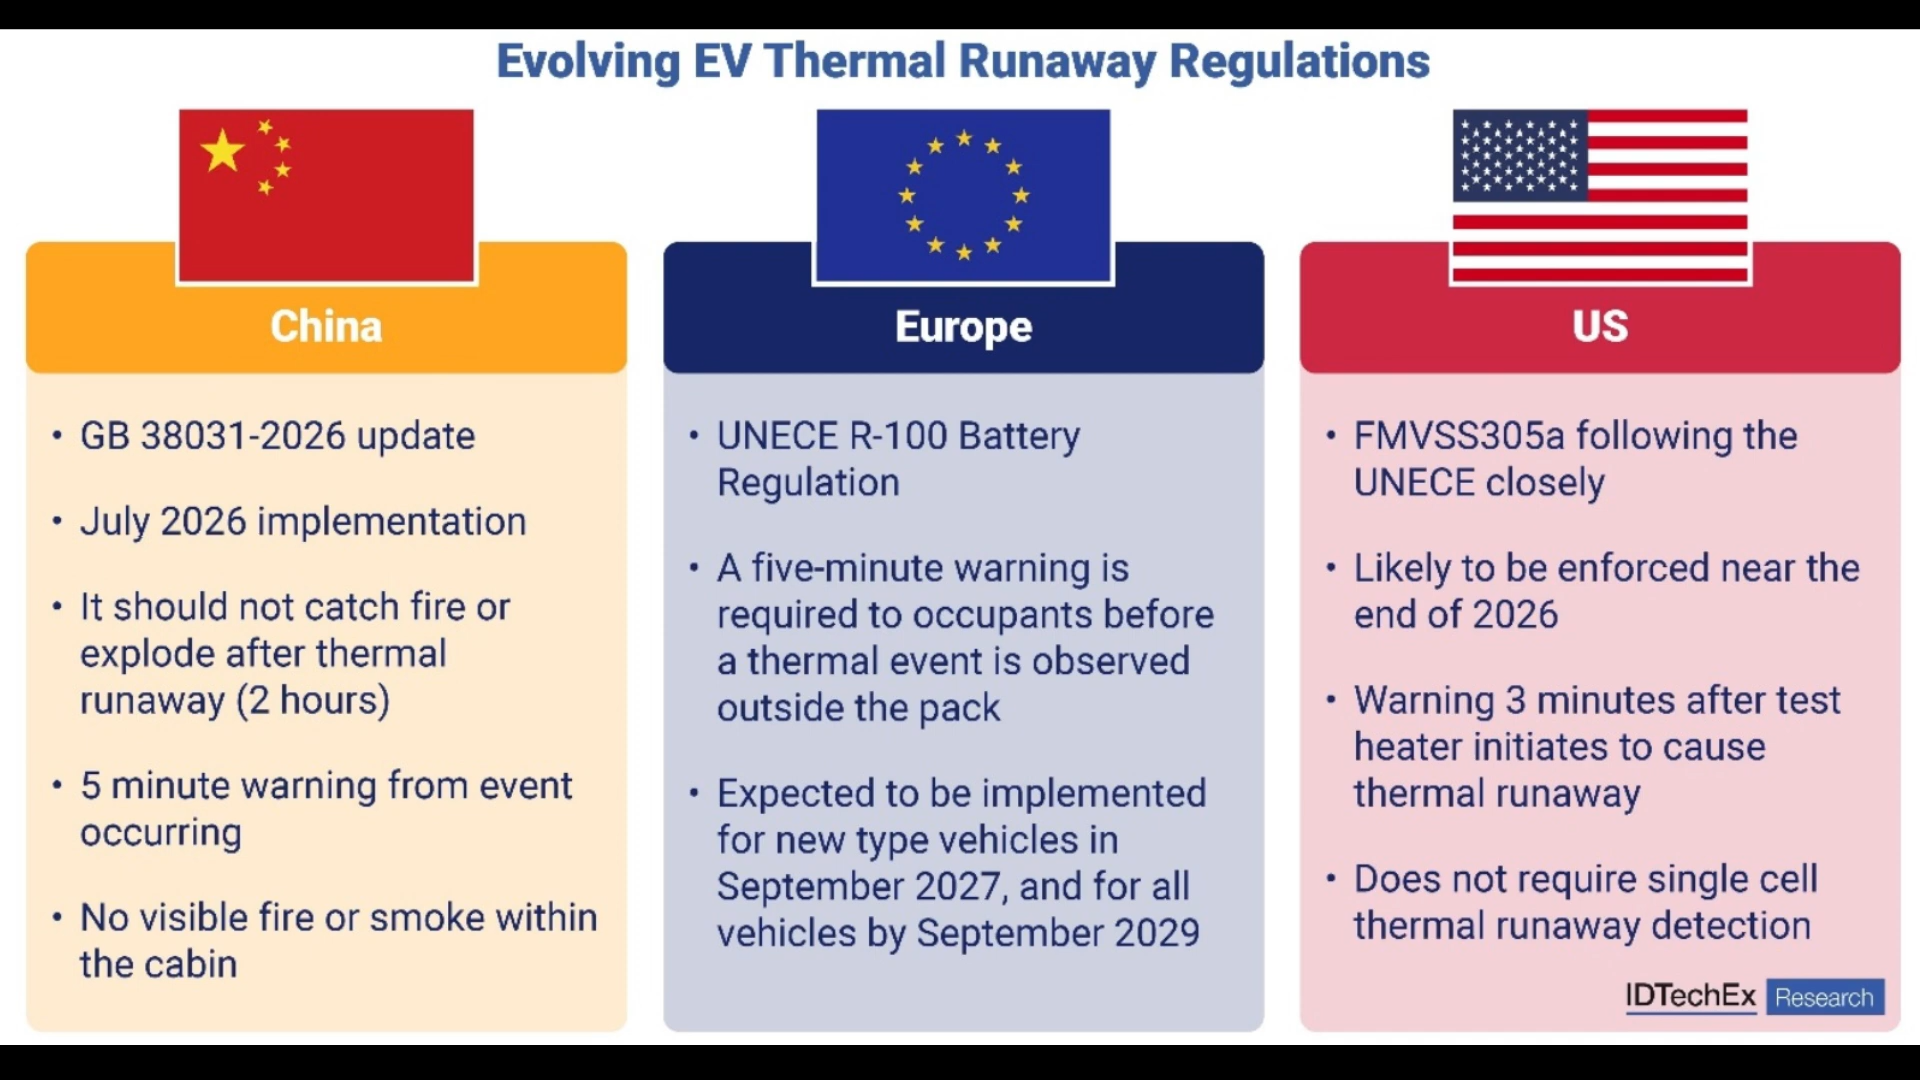 Evolving EV Thermal Runaway Regulations
China
• GB 38031-2026 update
• July 2026 implementation
• It should not catch fire or
explode after thermal
runaway (2 hours)
• 5 minute warning from event
occurring
• No visible fire or smoke within
the cabin
Europe
• UNECE R-100 Battery
Regulation
• A five-minute warning is
required to occupants before
a thermal event is observed
outside the pack
• Expected to be implemented
for new type vehicles in
September 2027, and for all
vehicles by September 2029
US
• FMVSS305a following the
UNECE closely
• Likely to be enforced near the
end of 2026
• Warning 3 minutes after test
heater initiates to cause
thermal runaway
• Does not require single cell
thermal runaway detection
IDTechEx Research